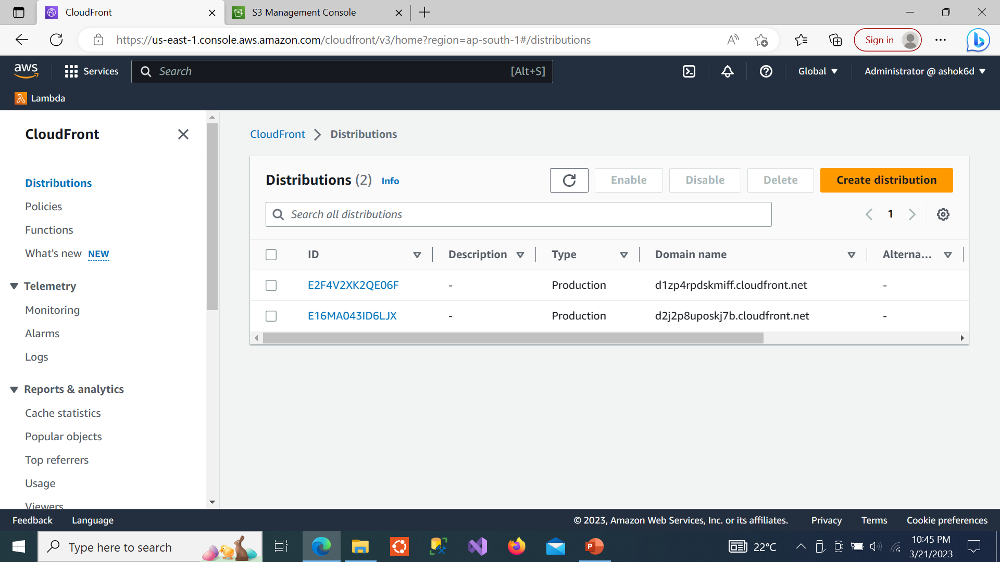 CloudFront
S3 Management Console
https://us-east-1.console.aws.amazon.com/cloudfront/v3/home?region=ap-south-1#/distributions
Sign in
aws
Services
Search
[Alt+S]
Global
Administrator @ ashok6d
Lambda
CloudFront
Distributions
Policies
Functions
What's new NEW
Telemetry
Monitoring
Alarms
Logs
Reports & analytics
Cache statistics
Popular objects
Top referrers
Usage
Viewers
CloudFront > Distributions
Distributions (2) Info
Enable
Disable
Delete
Create distribution
Search all distributions
1
ID Description Type Domain name Alterna...
E2F4V2XK2QE06F - Production d1zp4rpdskmiff.cloudfront.net -
E16MA043ID6LJX - Production d2j2p8uposkj7b.cloudfront.net -
Feedback Language © 2023, Amazon Web Services, Inc. or its affiliates. Privacy Terms Cookie preferences
Type here to search
22°C
10:45 PM
3/21/2023